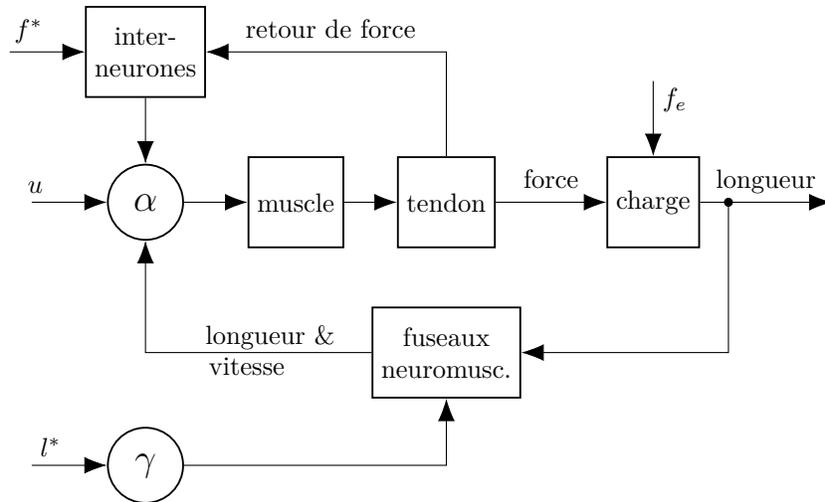 f*
inter-
neurones
retour de force
f_e
u
α
muscle
tendon
force
charge
longueur
longueur &
vitesse
fuseaux
neuromusc.
l*
γ